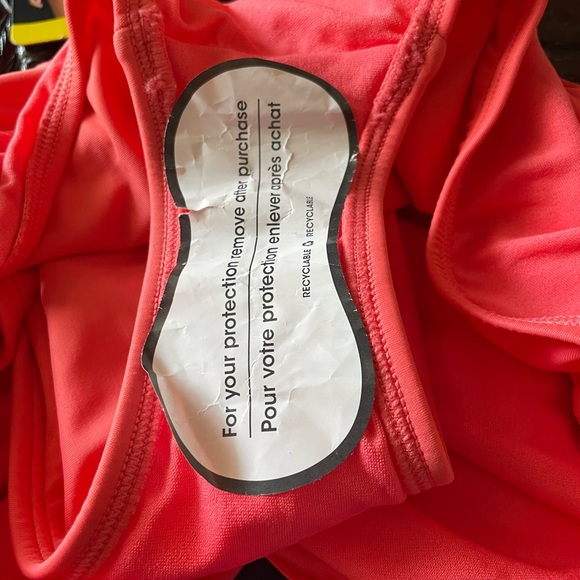 For your protection remove after purchase
Pour votre protection enlever après achat
RECYCLABLE RECYCLABLE